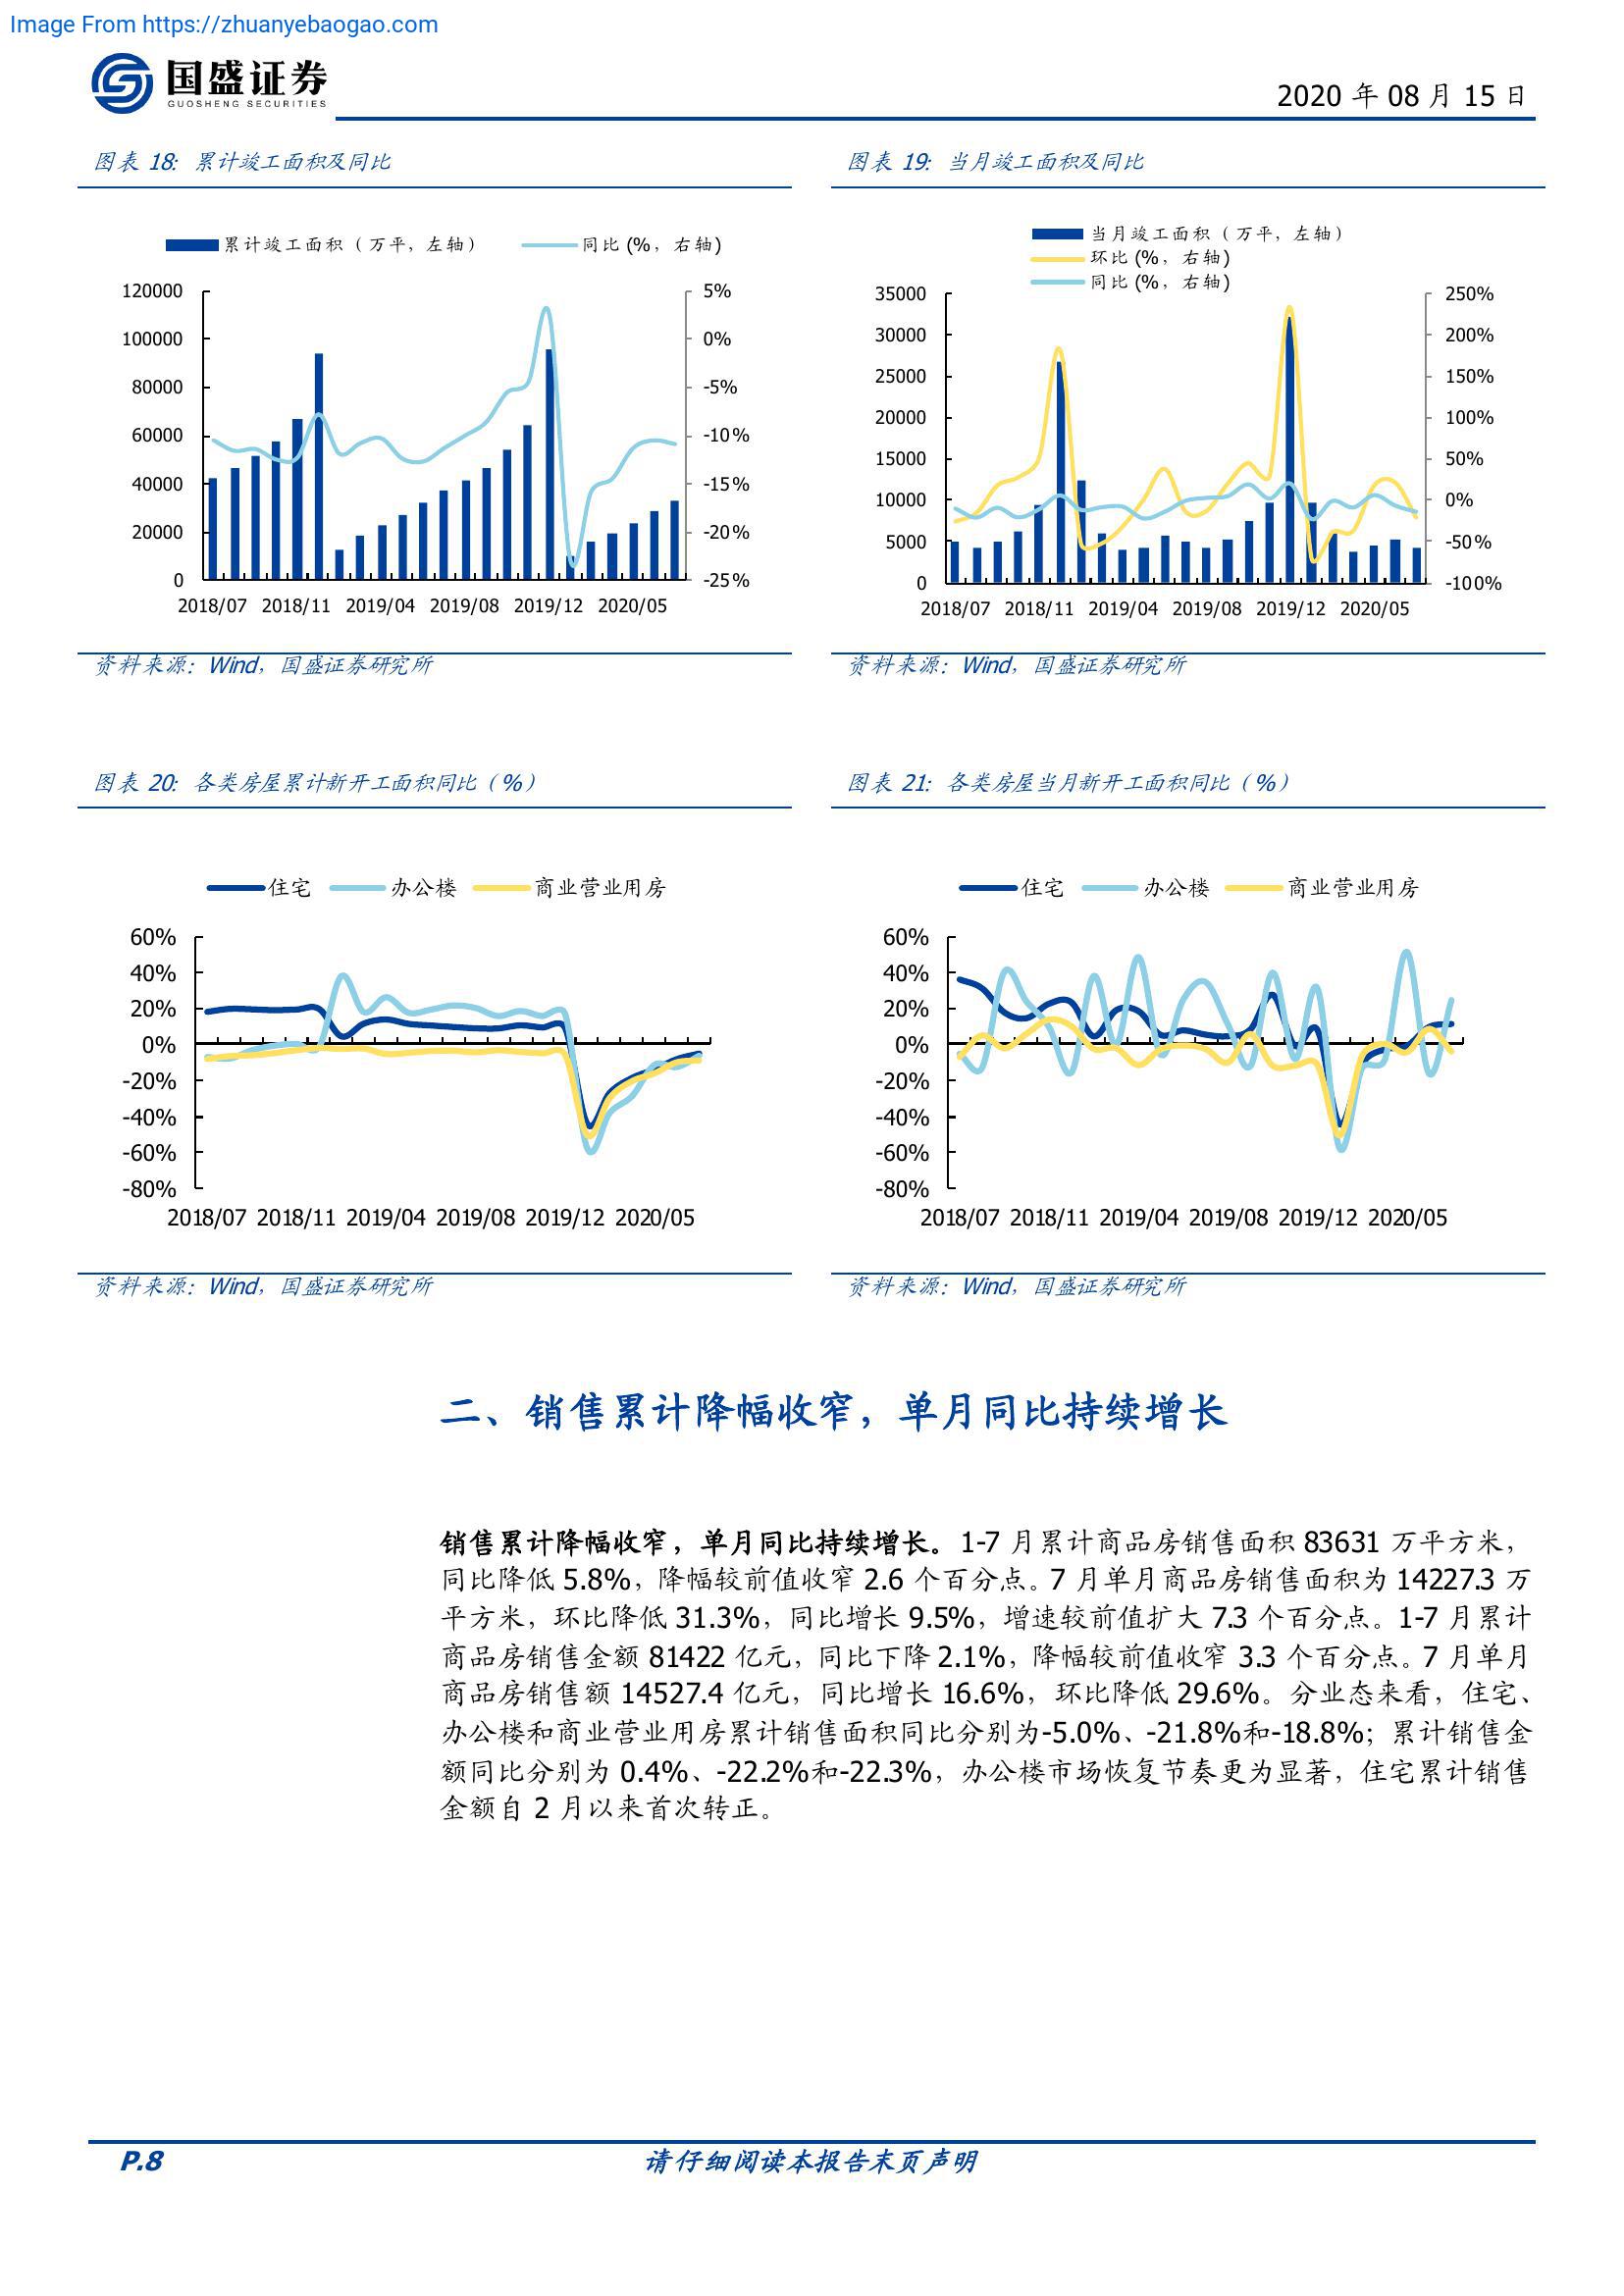 Image From https://zhuanyebaogao.com
国盛证券
GUOSHENG SECURITIES
2020 年 08 月 15 日
图表 18: 累计竣工面积及同比
累计竣工面积（万平，左轴）
同比 (%，右轴)
120000
100000
80000
60000
40000
20000
0
5%
0%
-5%
-10%
-15%
-20%
-25%
2018/07 2018/11 2019/04 2019/08 2019/12 2020/05
资料来源：Wind，国盛证券研究所
图表 19: 当月竣工面积及同比
当月竣工面积（万平，左轴）
环比 (%，右轴)
同比 (%，右轴)
35000
30000
25000
20000
15000
10000
5000
0
250%
200%
150%
100%
50%
0%
-50%
-100%
2018/07 2018/11 2019/04 2019/08 2019/12 2020/05
资料来源：Wind，国盛证券研究所
图表 20: 各类房屋累计新开工面积同比（%）
住宅 办公楼 商业营业用房
60%
40%
20%
0%
-20%
-40%
-60%
-80%
2018/07 2018/11 2019/04 2019/08 2019/12 2020/05
资料来源：Wind，国盛证券研究所
图表 21: 各类房屋当月新开工面积同比（%）
住宅 办公楼 商业营业用房
60%
40%
20%
0%
-20%
-40%
-60%
-80%
2018/07 2018/11 2019/04 2019/08 2019/12 2020/05
资料来源：Wind，国盛证券研究所
二、销售累计降幅收窄，单月同比持续增长
销售累计降幅收窄，单月同比持续增长。1-7 月累计商品房销售面积 83631 万平方米，
同比降低 5.8%，降幅较前值收窄 2.6 个百分点。7 月单月商品房销售面积为 14227.3 万
平方米，环比降低 31.3%，同比增长 9.5%，增速较前值扩大 7.3 个百分点。1-7 月累计
商品房销售金额 81422 亿元，同比下降 2.1%，降幅较前值收窄 3.3 个百分点。7 月单月
商品房销售额 14527.4 亿元，同比增长 16.6%，环比降低 29.6%。分业态来看，住宅、
办公楼和商业营业用房累计销售面积同比分别为-5.0%、-21.8%和-18.8%；累计销售金
额同比分别为 0.4%、-22.2%和-22.3%，办公楼市场恢复节奏更为显著，住宅累计销售
金额自 2 月以来首次转正。
P.8
请仔细阅读本报告末页声明